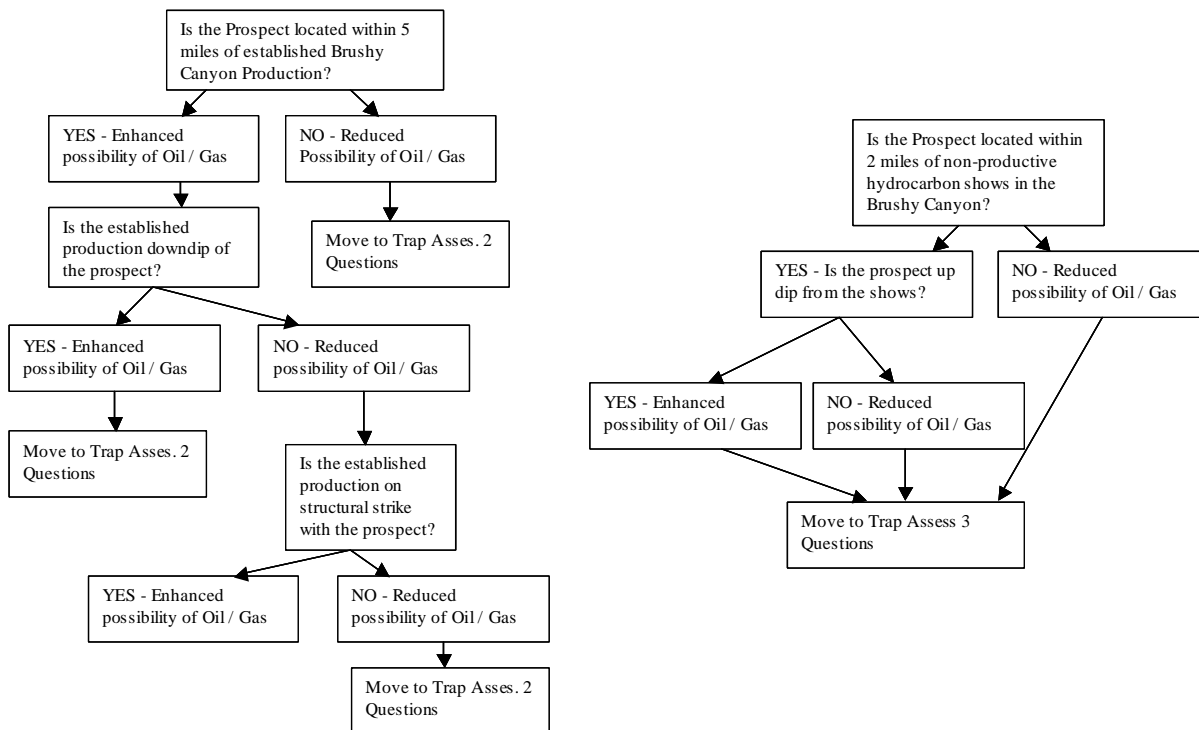 Is the Prospect located within 5
miles of established Brushy
Canyon Production?
YES - Enhanced
possibility of Oil / Gas
NO - Reduced
Possibility of Oil / Gas
Is the established
production downdip of
the prospect?
Move to Trap Asses. 2
Questions
YES - Enhanced
possibility of Oil / Gas
NO - Reduced
possibility of Oil / Gas
Move to Trap Asses. 2
Questions
Is the established
production on
structural strike
with the prospect?
YES - Enhanced
possibility of Oil / Gas
NO - Reduced
possibility of Oil / Gas
Move to Trap Asses. 2
Questions
Is the Prospect located within
2 miles of non-productive
hydrocarbon shows in the
Brushy Canyon?
YES - Is the prospect up
dip from the shows?
NO - Reduced
possibility of Oil / Gas
YES - Enhanced
possibility of Oil / Gas
NO - Reduced
possibility of Oil / Gas
Move to Trap Assess 3
Questions